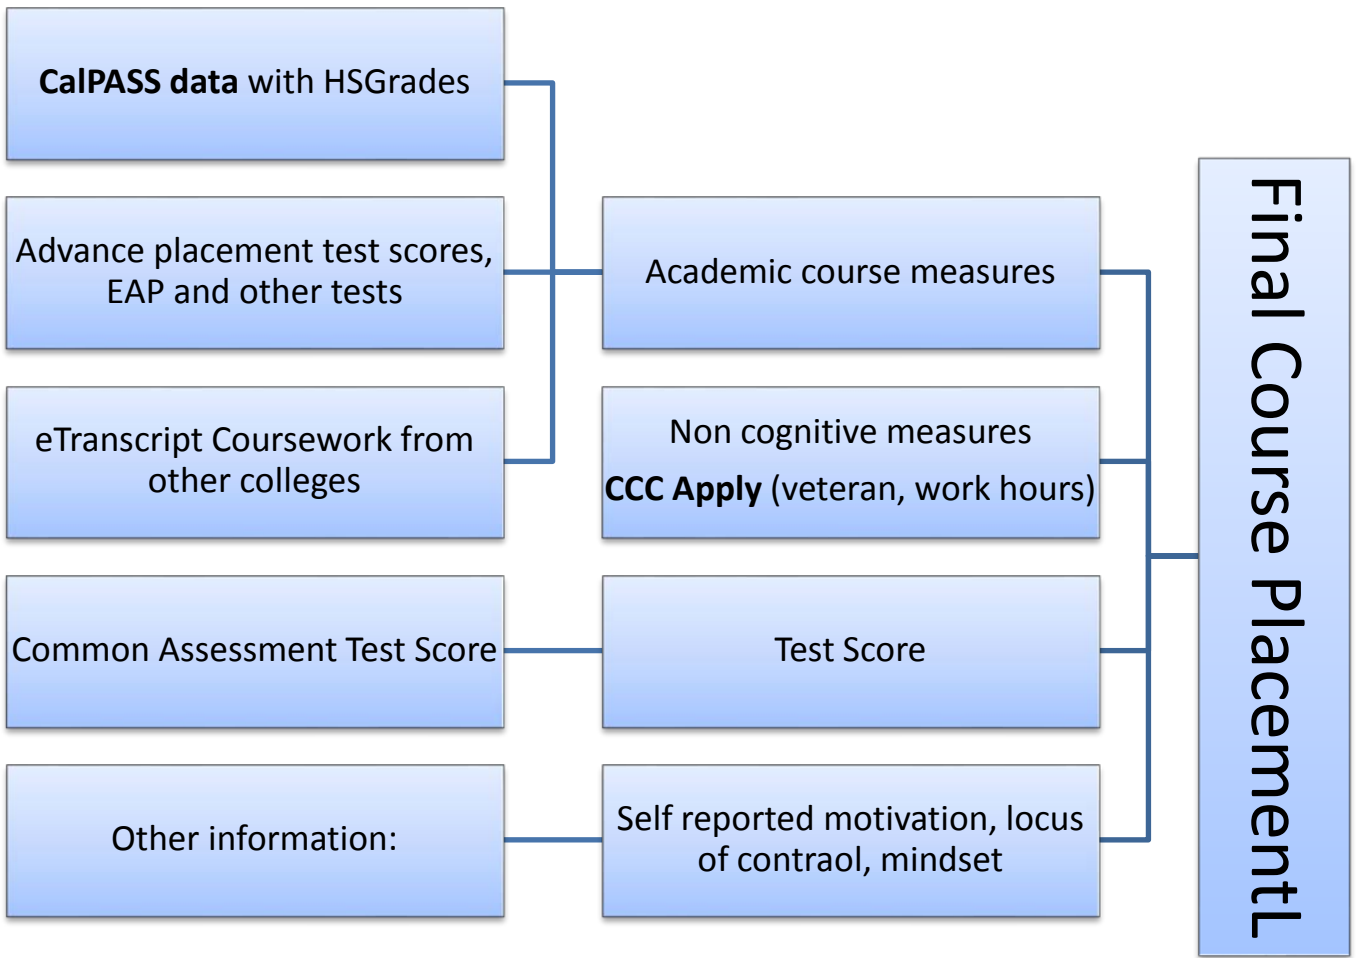 CalPASS data with HSGrades
Advance placement test scores,
EAP and other tests
eTranscript Coursework from
other colleges
Common Assessment Test Score
Other information:
Academic course measures
Non cognitive measures
CCC Apply (veteran, work hours)
Test Score
Self reported motivation, locus
of contraol, mindset
Final Course PlacementL